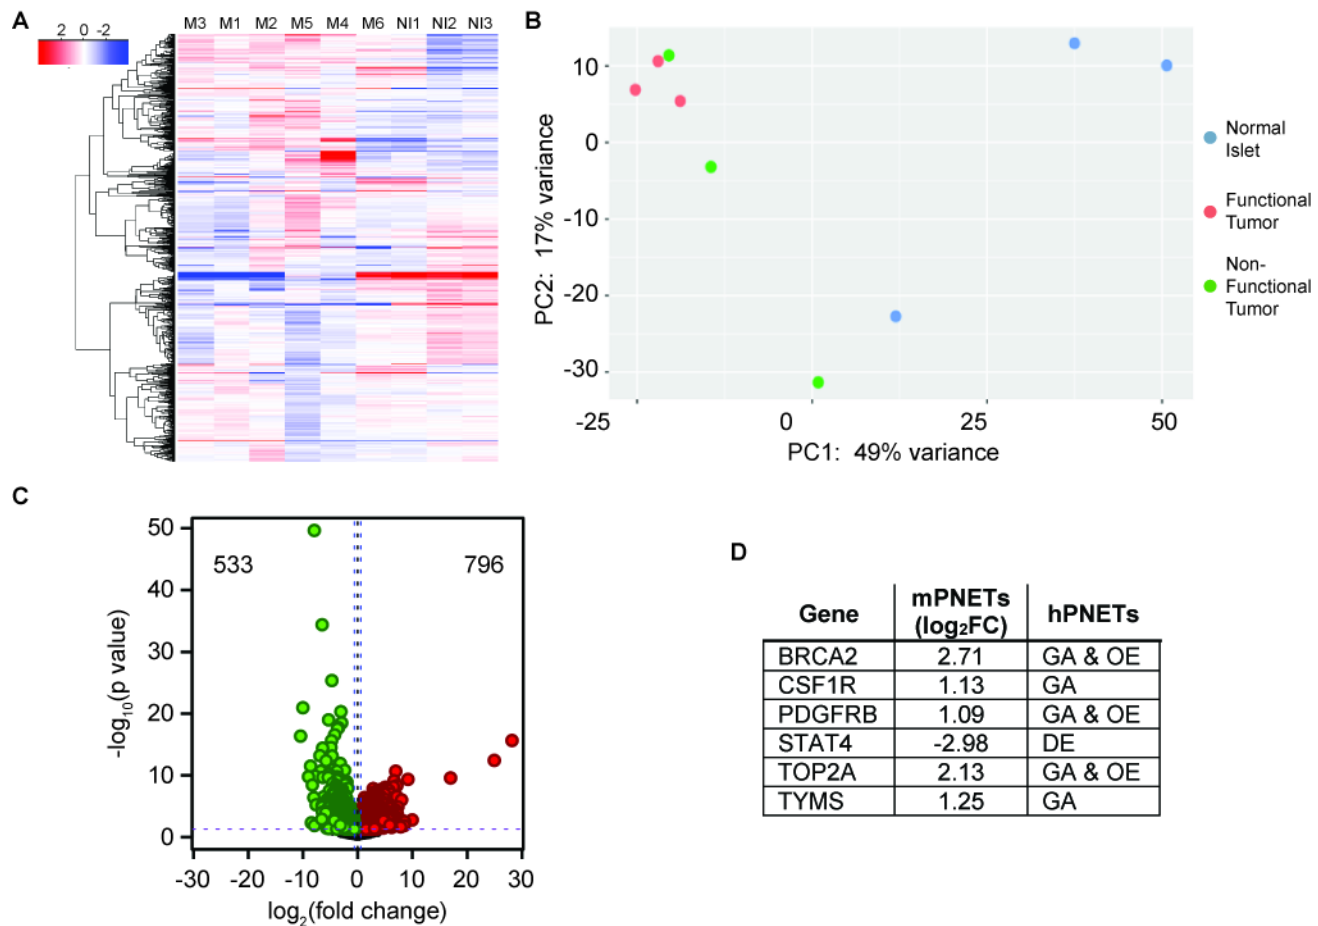 A
M3 M1 M2 M5 M4 M6 NI1 NI2 NI3
2 0 -2
B
10
0
-10
-20
-30
PC2: 17% variance
-25 0 25 50
PC1: 49% variance
Normal
Islet
Functional
Tumor
Non-
Functional
Tumor
C
50
40
30
20
10
0
-log10(p value)
533 796
-30 -20 -10 0 10 20 30
log2(fold change)
D
Gene mPNETs (log2FC) hPNETs
BRCA2 2.71 GA & OE
CSF1R 1.13 GA
PDGFRB 1.09 GA & OE
STAT4 -2.98 DE
TOP2A 2.13 GA & OE
TYMS 1.25 GA